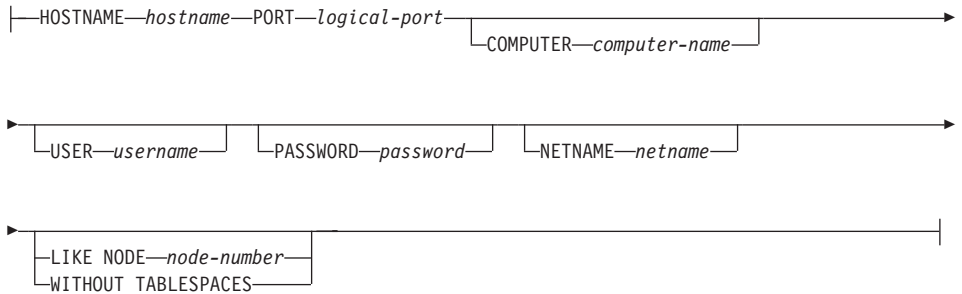 HOSTNAME hostname PORT logical-port
COMPUTER computer-name
USER username PASSWORD password NETNAME netname
LIKE NODE node-number
WITHOUT TABLESPACES